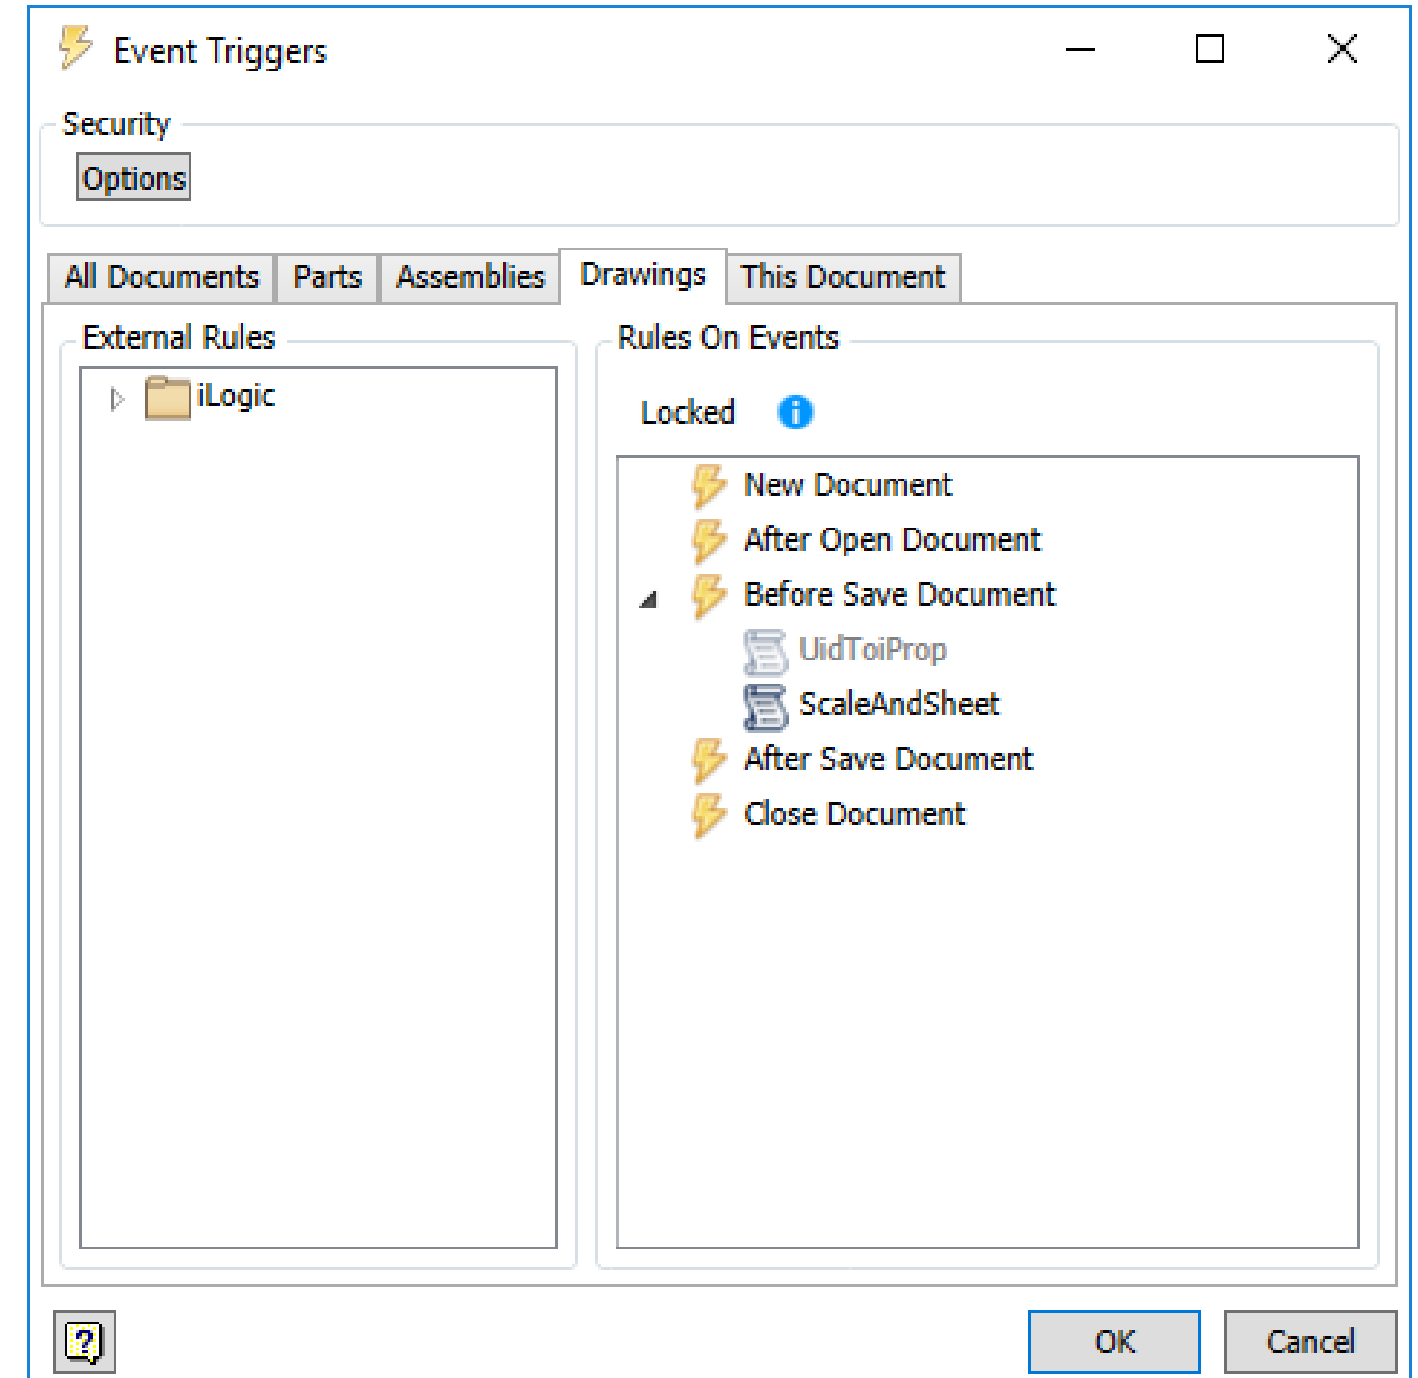 Event Triggers
Security
Options
All Documents Parts Assemblies Drawings This Document
External Rules
iLogic
Rules On Events
Locked
New Document
After Open Document
Before Save Document
UidToiProp
ScaleAndSheet
After Save Document
Close Document
OK Cancel